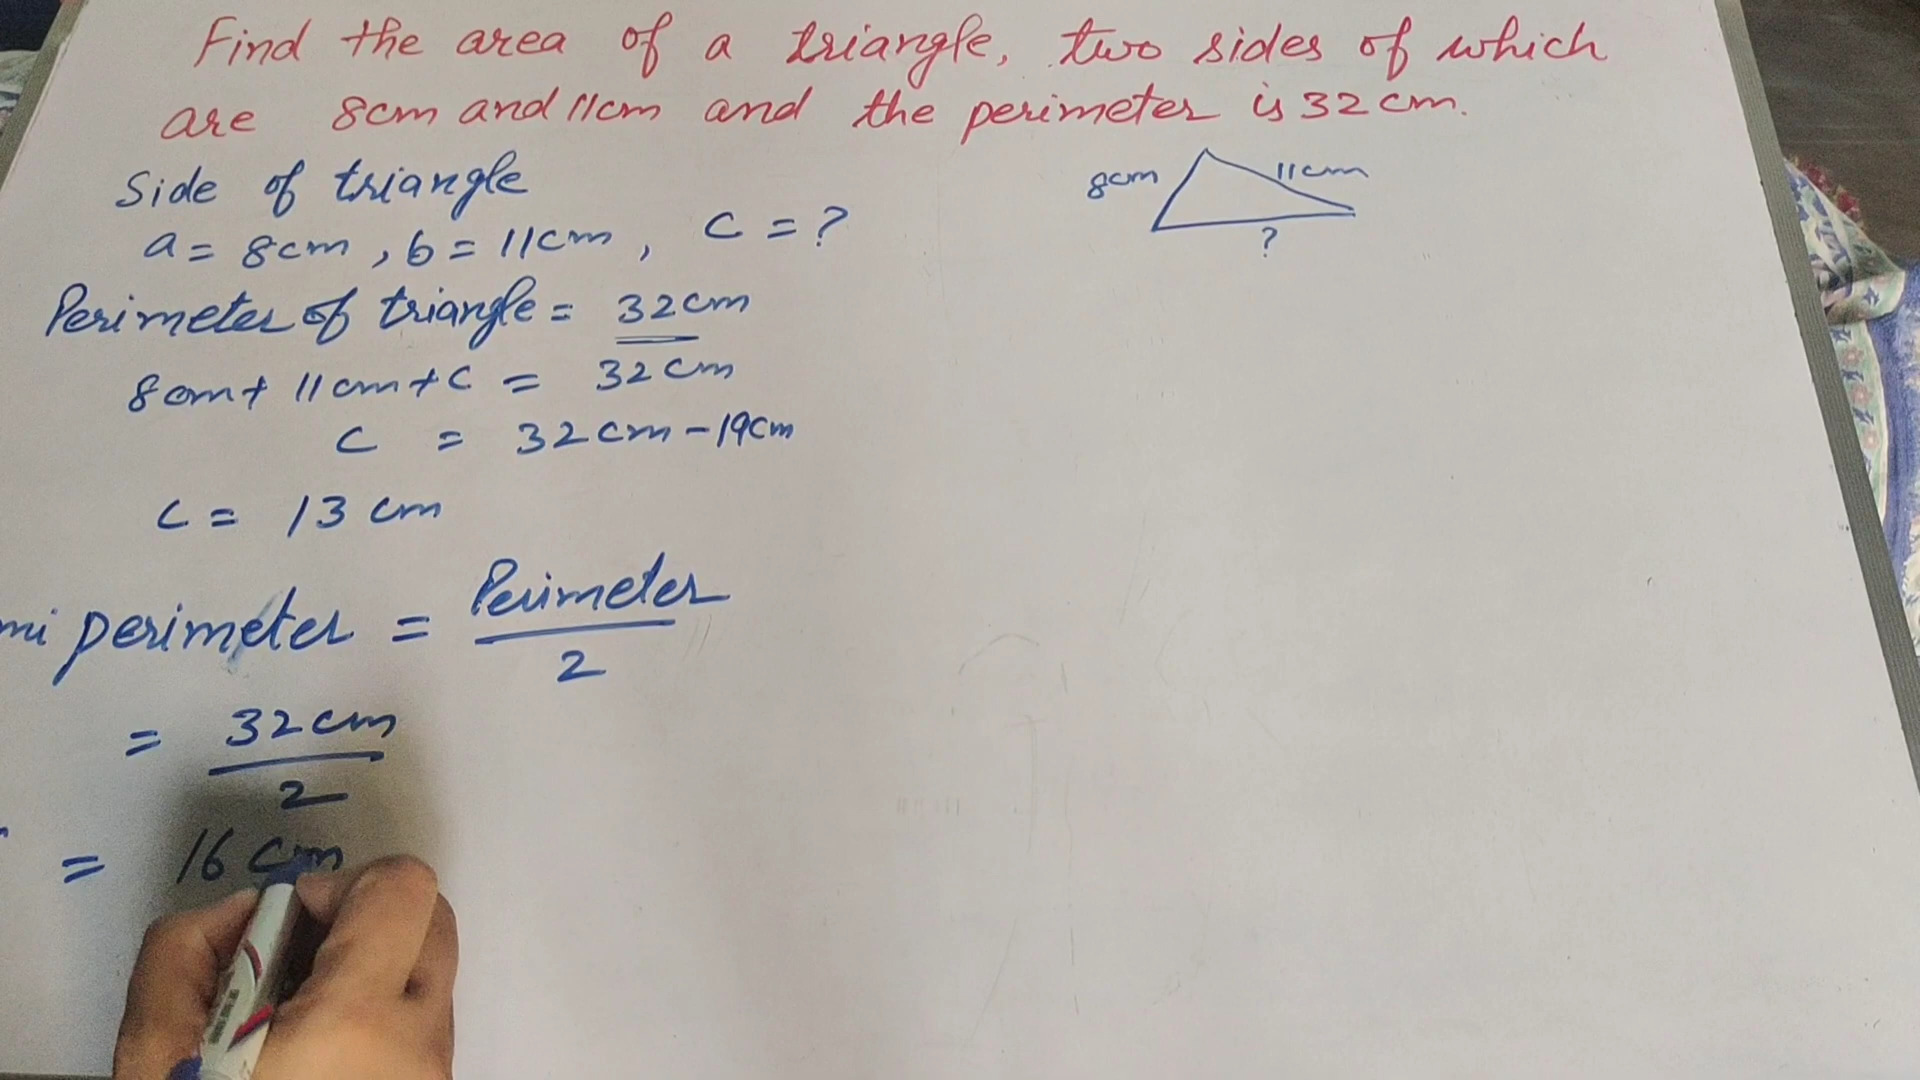 Find the area of a triangle, two sides of which
are 8cm and 11cm and the perimeter is 32cm.
8cm 11cm
?
Side of triangle
a = 8cm, b = 11cm, c = ?
Perimeter of triangle = 32cm
8cm + 11cm + c = 32cm
c = 32cm - 19cm
c = 13 cm
mi perimeter = Perimeter
2
= 32cm
2
= 16 cm